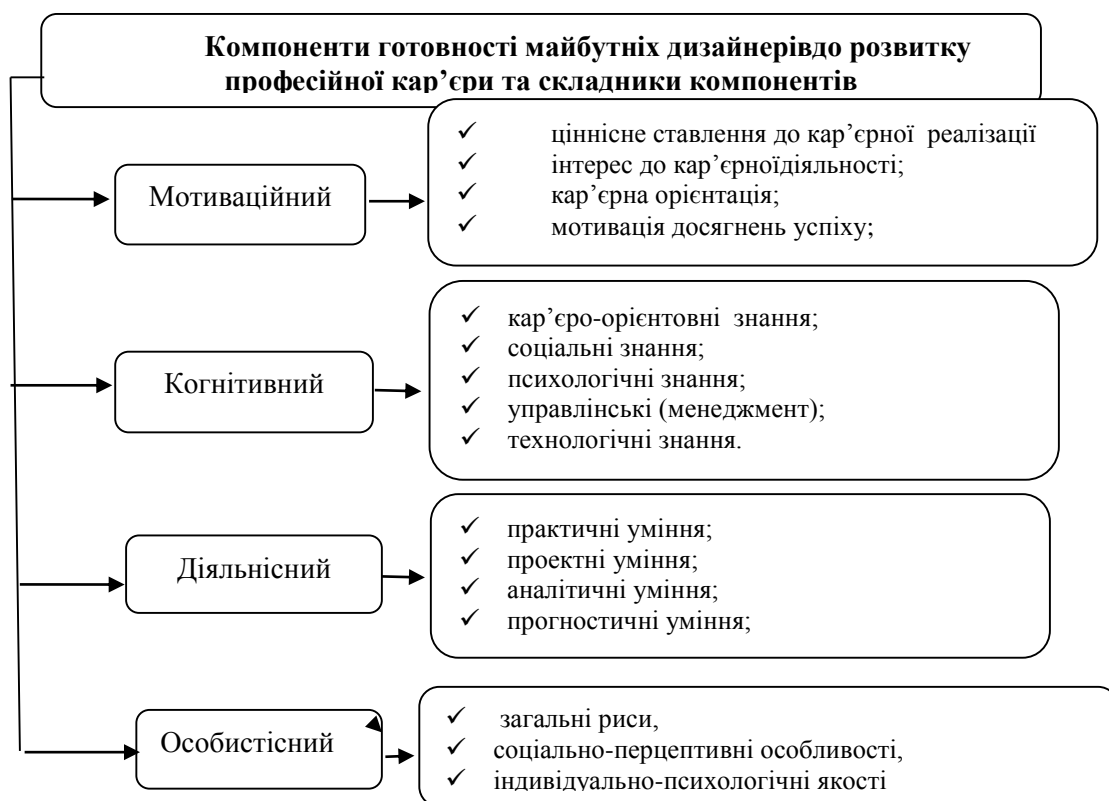 Компоненти готовності майбутніх дизайнерівдо розвитку
професійної кар’єри та складники компонентів
Мотиваційний
✓ ціннісне ставлення до кар’єрної реалізації
✓ інтерес до кар’єрноїдіяльності;
✓ кар’єрна орієнтація;
✓ мотивація досягнень успіху;
Когнітивний
✓ кар’єро-орієнтовні знання;
✓ соціальні знання;
✓ психологічні знання;
✓ управлінські (менеджмент);
✓ технологічні знання.
Діяльнісний
✓ практичні уміння;
✓ проектні уміння;
✓ аналітичні уміння;
✓ прогностичні уміння;
Особистісний
✓ загальні риси,
✓ соціально-перцептивні особливості,
✓ індивідуально-психологічні якості